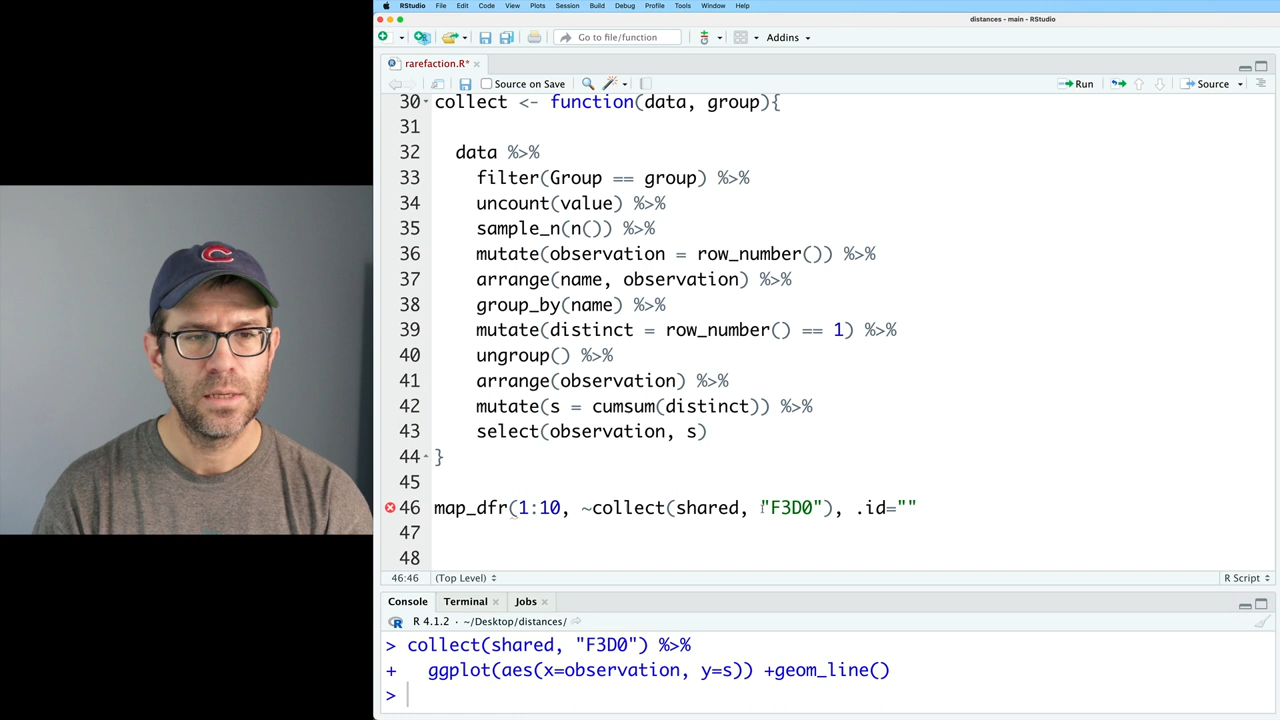 RStudio File Edit Code View Plots Session Build Debug Profile Tools Window Help
distances - main - RStudio
Go to file/function Addins
rarefaction.R*
Source on Save Run Source
30 collect <- function(data, group){
31
32 data %>%
33 filter(Group == group) %>%
34 uncount(value) %>%
35 sample_n(n()) %>%
36 mutate(observation = row_number()) %>%
37 arrange(name, observation) %>%
38 group_by(name) %>%
39 mutate(distinct = row_number() == 1) %>%
40 ungroup() %>%
41 arrange(observation) %>%
42 mutate(s = cumsum(distinct)) %>%
43 select(observation, s)
44 }
45
46 map_dfr(1:10, ~collect(shared, "F3D0"), .id=""
47
48
46:46 (Top Level) R Script
Console Terminal Jobs
R 4.1.2 · ~/Desktop/distances/
> collect(shared, "F3D0") %>%
+ ggplot(aes(x=observation, y=s)) +geom_line()
>
C